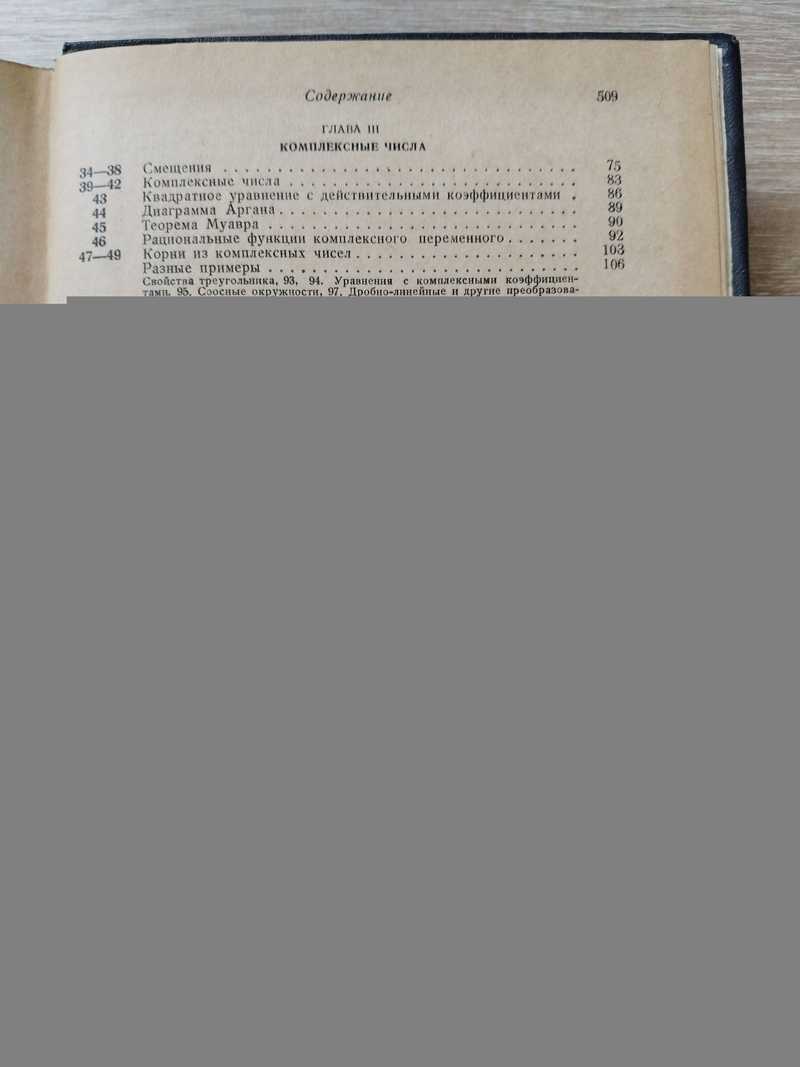 Содержание 509
ГЛАВА III
КОМПЛЕКСНЫЕ ЧИСЛА
34—38 Смещения . . . . . . . . . . . . . . . . . . . . . . . . . . . 75
39—42 Комплексные числа . . . . . . . . . . . . . . . . . . . . . . 83
43 Квадратное уравнение с действительными коэффициентами . 86
44 Диаграмма Аргана . . . . . . . . . . . . . . . . . . . . . . . 89
45 Теорема Муавра . . . . . . . . . . . . . . . . . . . . . . . . 90
46 Рациональные функции комплексного переменного . . . . . . 92
47—49 Корни из комплексных чисел . . . . . . . . . . . . . . . . . 103
Разные примеры . . . . . . . . . . . . . . . . . . . . . . . . 106
Свойства треугольника, 93, 94. Уравнения с комплексными коэффициен-
тами, 95. Соосные окружности, 97. Дробно-линейные и другие преобразова-